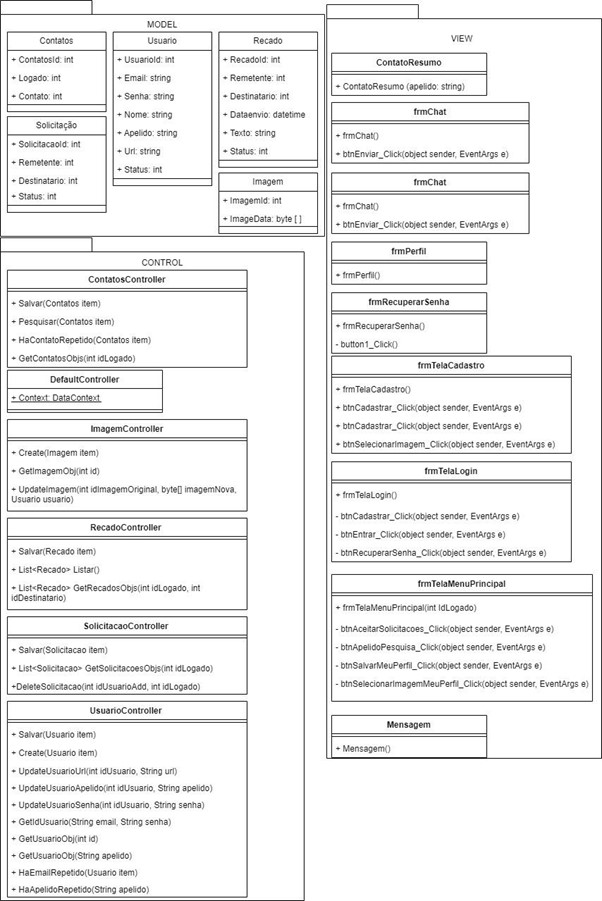 MODEL
Contatos
+ ContatosId: int
+ Logado: int
+ Contato: int
Usuario
+ UsuarioId: int
+ Email: string
+ Senha: string
+ Nome: string
+ Apelido: string
+ Url: string
+ Status: int
Recado
+ RecadoId: int
+ Remetente: int
+ Destinatario: int
+ Dataenvio: datetime
+ Texto: string
+ Status: int
Solicitação
+ SolicitacaoId: int
+ Remetente: int
+ Destinatario: int
+ Status: int
Imagem
+ ImagemId: int
+ ImageData: byte [ ]
CONTROL
ContatosController
+ Salvar(Contatos item)
+ Pesquisar(Contatos item)
+ HaContatoRepetido(Contatos item)
+ GetContatosObjs(int idLogado)
DefaultController
+ Context: DataContext
ImagemController
+ Create(Imagem item)
+ GetImagemObj(int id)
+ UpdateImagem(int idImagemOriginal, byte[] imagemNova,
Usuario usuario)
RecadoController
+ Salvar(Recado item)
+ List<Recado> Listar()
+ List<Recado> GetRecadosObjs(int idLogado, int
idDestinatario)
SolicitacaoController
+ Salvar(Solicitacao item)
+ List<Solicitacao> GetSolicitacoesObjs(int idLogado)
+DeleteSolicitacao(int idUsuarioAdd, int idLogado)
UsuarioController
+ Salvar(Usuario item)
+ Create(Usuario item)
+ UpdateUsuarioUrl(int idUsuario, String url)
+ UpdateUsuarioApelido(int idUsuario, String apelido)
+ UpdateUsuarioSenha(int idUsuario, String senha)
+ GetIdUsuario(String email, String senha)
+ GetUsuarioObj(int id)
+ GetUsuarioObj(String apelido)
+ HaEmailRepetido(Usuario item)
+ HaApelidoRepetido(String apelido)
VIEW
ContatoResumo
+ ContatoResumo (apelido: string)
frmChat
+ frmChat()
+ btnEnviar_Click(object sender, EventArgs e)
frmChat
+ frmChat()
+ btnEnviar_Click(object sender, EventArgs e)
frmPerfil
+ frmPerfil()
frmRecuperarSenha
+ frmRecuperarSenha()
- button1_Click()
frmTelaCadastro
+ frmTelaCadastro()
+ btnCadastrar_Click(object sender, EventArgs e)
+ btnCadastrar_Click(object sender, EventArgs e)
+ btnSelecionarImagem_Click(object sender, EventArgs e)
frmTelaLogin
+ frmTelaLogin()
- btnCadastrar_Click(object sender, EventArgs e)
- btnEntrar_Click(object sender, EventArgs e)
- btnRecuperarSenha_Click(object sender, EventArgs e)
frmTelaMenuPrincipal
+ frmTelaMenuPrincipal(int IdLogado)
- btnAceitarSolicitacoes_Click(object sender, EventArgs e)
- btnApelidoPesquisa_Click(object sender, EventArgs e)
- btnSalvarMeuPerfil_Click(object sender, EventArgs e)
- btnSelecionarImagemMeuPerfil_Click(object sender, EventArgs e)
Mensagem
+ Mensagem()